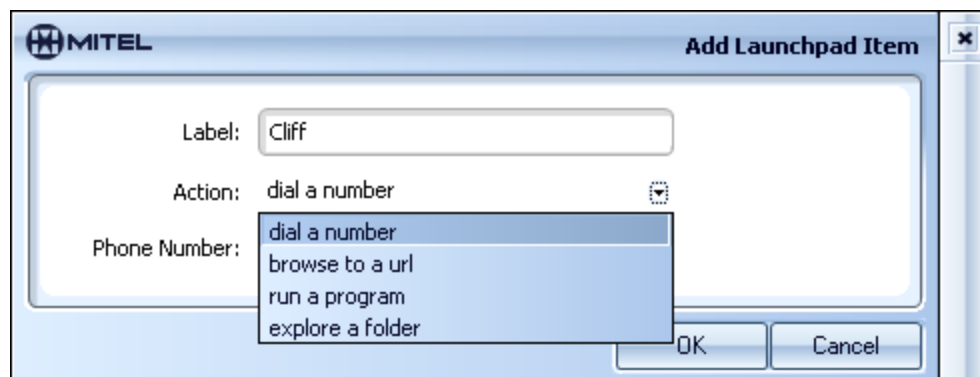 MITEL
Add Launchpad Item
Label: Cliff
Action: dial a number
dial a number
Phone Number:
browse to a url
run a program
explore a folder
OK Cancel